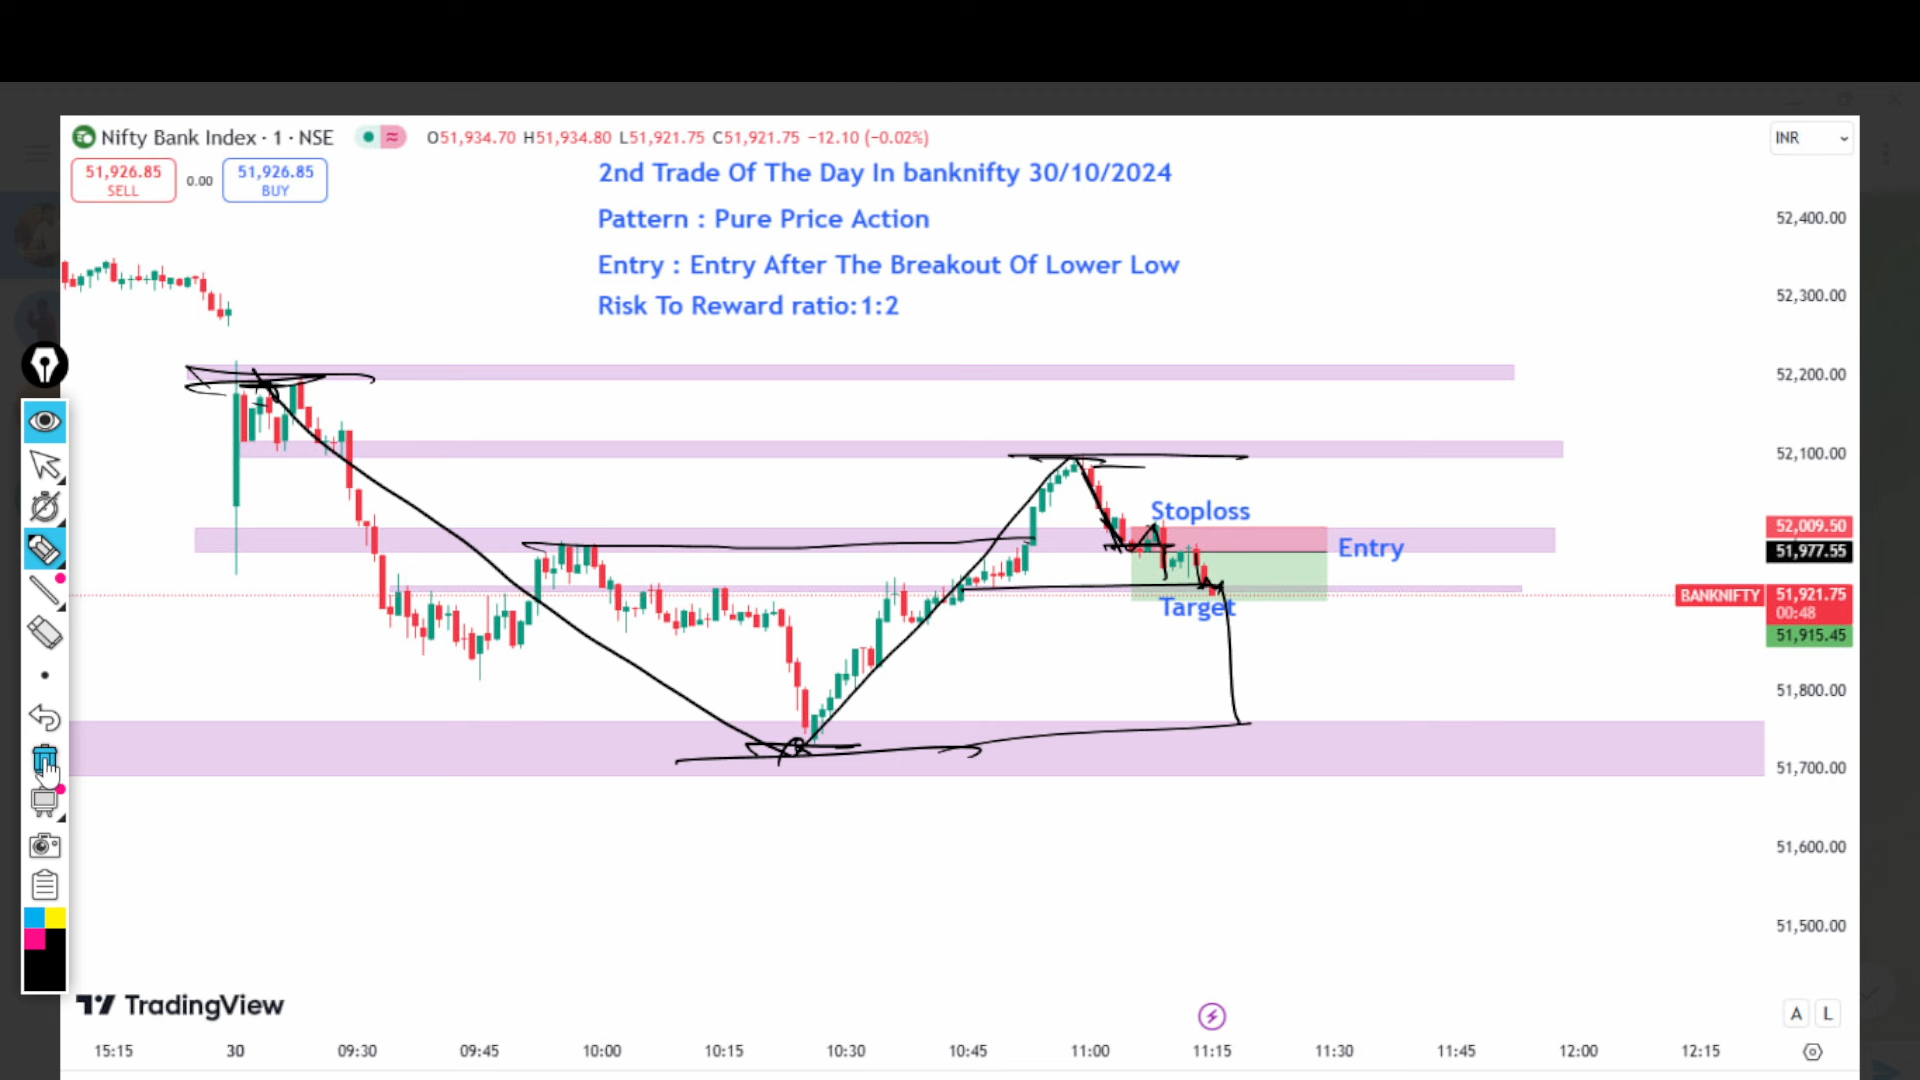 Nifty Bank Index · 1 · NSE O51,934.70 H51,934.80 L51,921.75 C51,921.75 −12.10 (−0.02%)
INR
51,926.85 SELL 0.00 51,926.85 BUY
2nd Trade Of The Day In banknifty 30/10/2024
Pattern : Pure Price Action
Entry : Entry After The Breakout Of Lower Low
Risk To Reward ratio:1:2
52,400.00
52,300.00
52,200.00
52,100.00
Stoploss
52,009.50
Entry
51,977.55
BANKNIFTY 51,921.75
00:48
Target
51,915.45
51,800.00
51,700.00
51,600.00
51,500.00
TradingView
A L
15:15 30 09:30 09:45 10:00 10:15 10:30 10:45 11:00 11:15 11:30 11:45 12:00 12:15